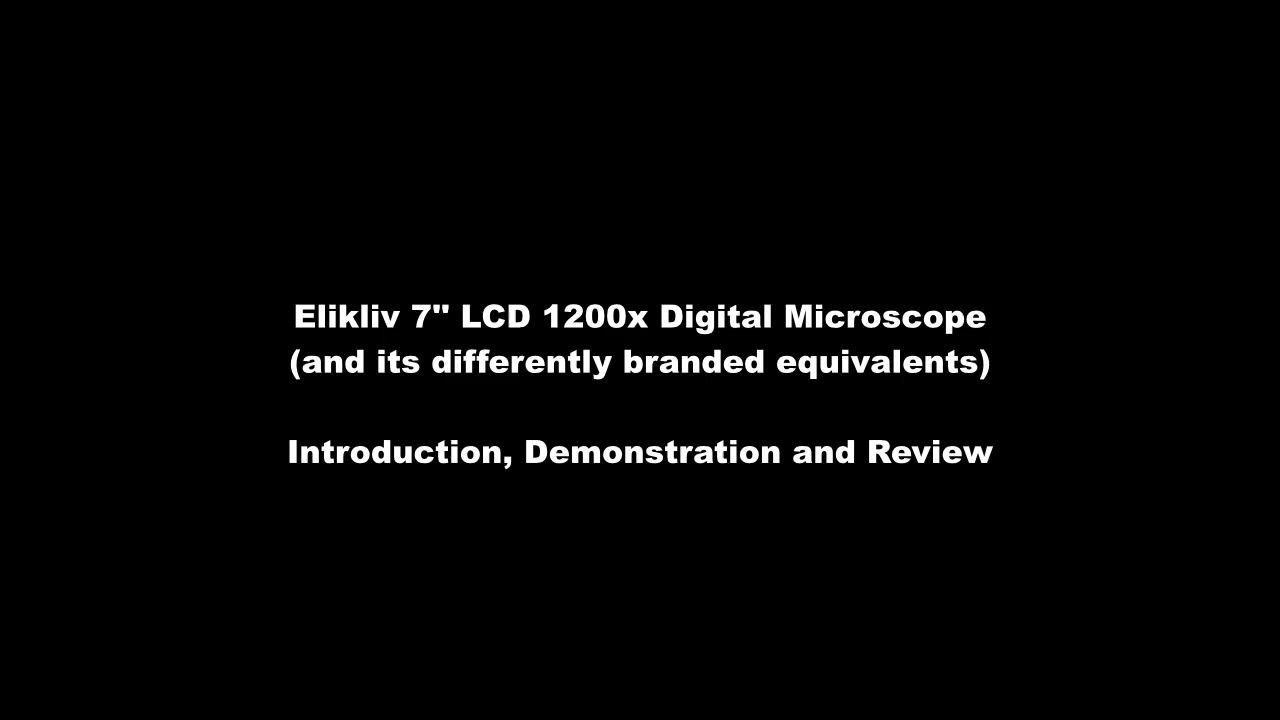 Elikliv 7" LCD 1200x Digital Microscope
(and its differently branded equivalents)
Introduction, Demonstration and Review